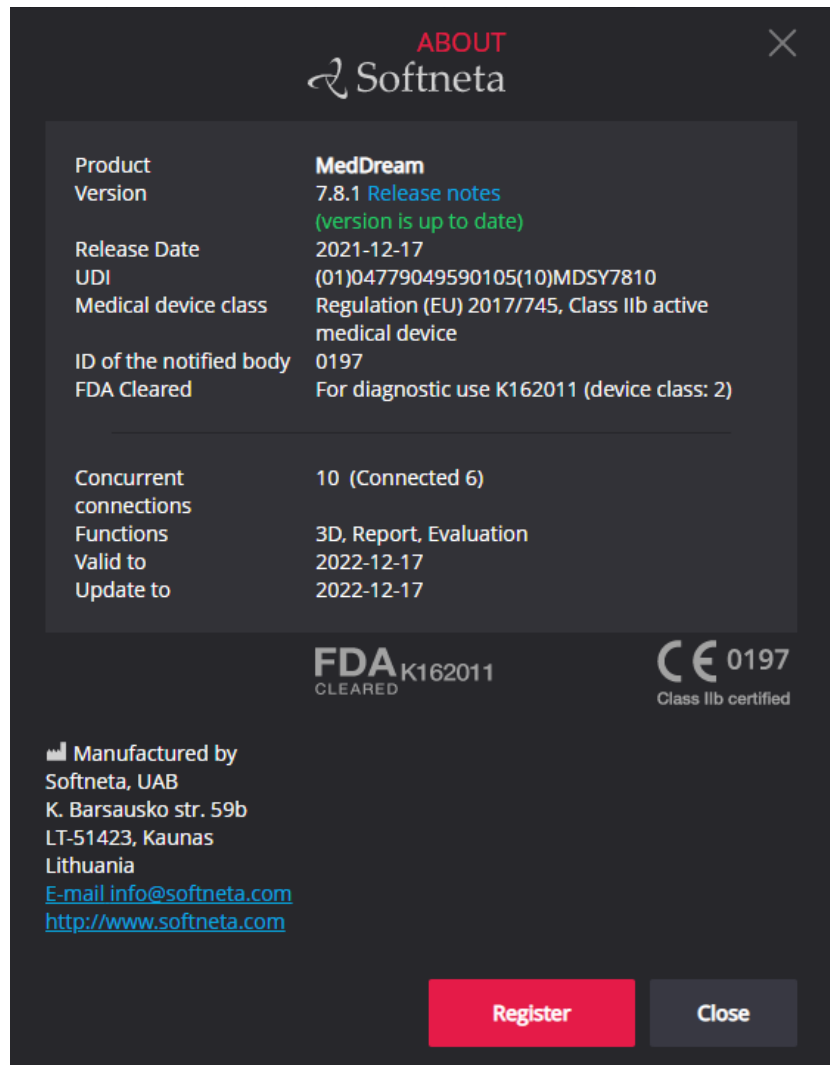 ABOUT
Softneta
Product MedDream
Version 7.8.1 Release notes
(version is up to date)
Release Date 2021-12-17
UDI (01)04779049590105(10)MDSY7810
Medical device class Regulation (EU) 2017/745, Class IIb active
medical device
ID of the notified body 0197
FDA Cleared For diagnostic use K162011 (device class: 2)
Concurrent 10 (Connected 6)
connections
Functions 3D, Report, Evaluation
Valid to 2022-12-17
Update to 2022-12-17
FDA K162011
CLEARED
CE 0197
Class IIb certified
Manufactured by
Softneta, UAB
K. Barsausko str. 59b
LT-51423, Kaunas
Lithuania
E-mail info@softneta.com
http://www.softneta.com
Register Close